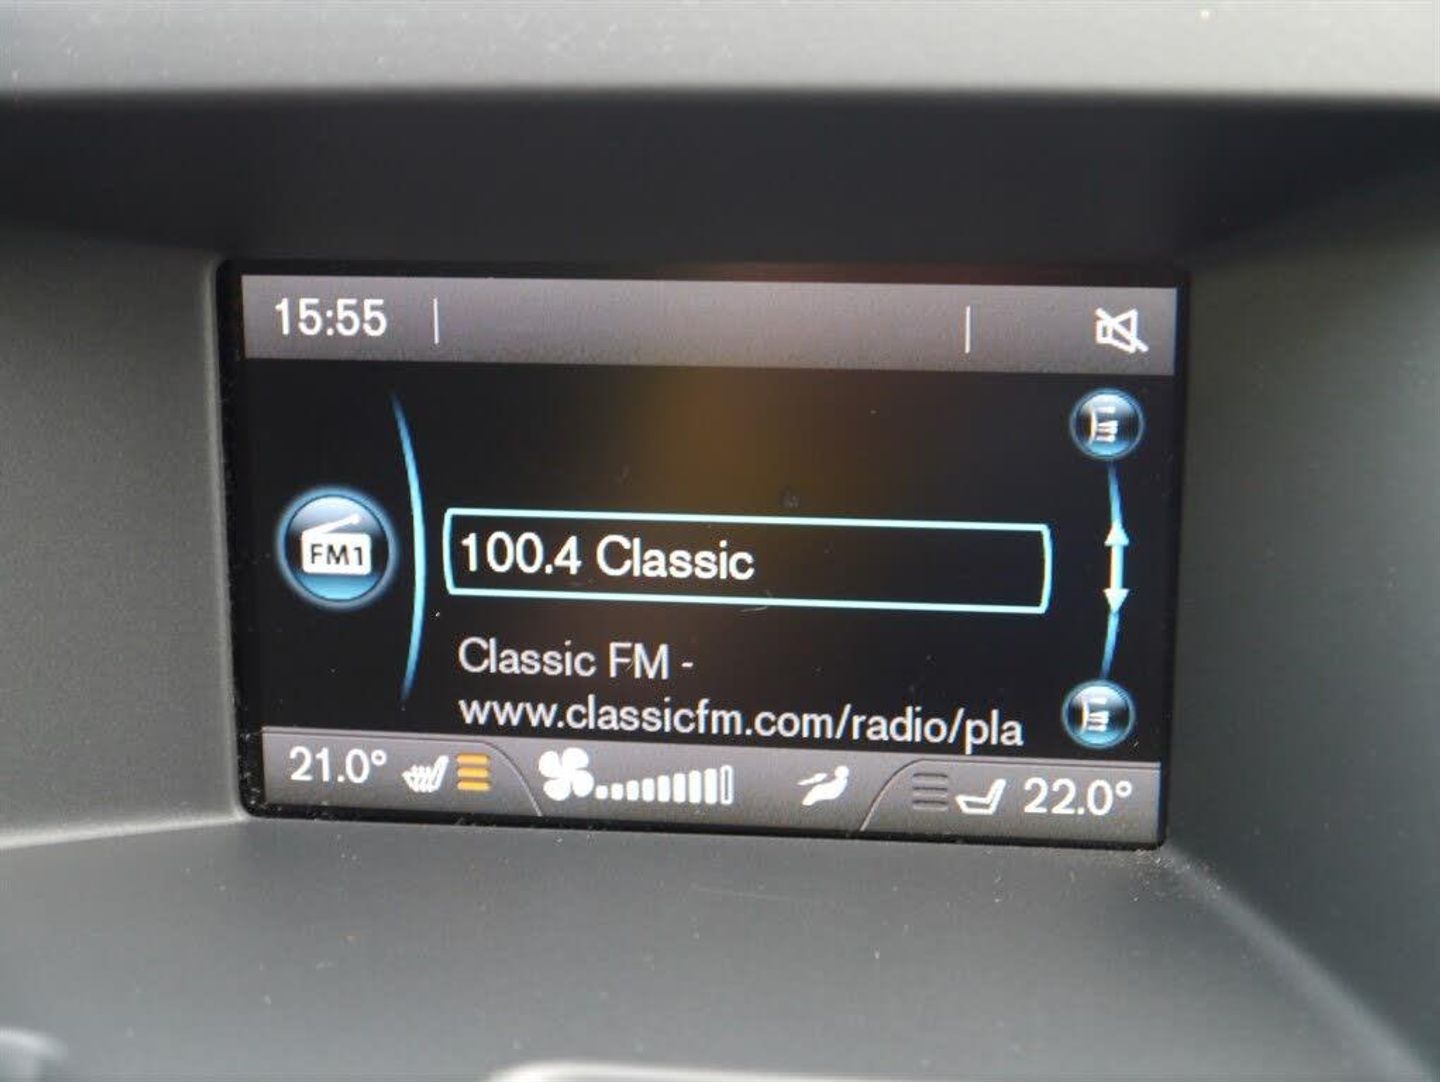 15:55
FM1
100.4 Classic
Classic FM -
www.classicfm.com/radio/pla
21.0°
22.0°